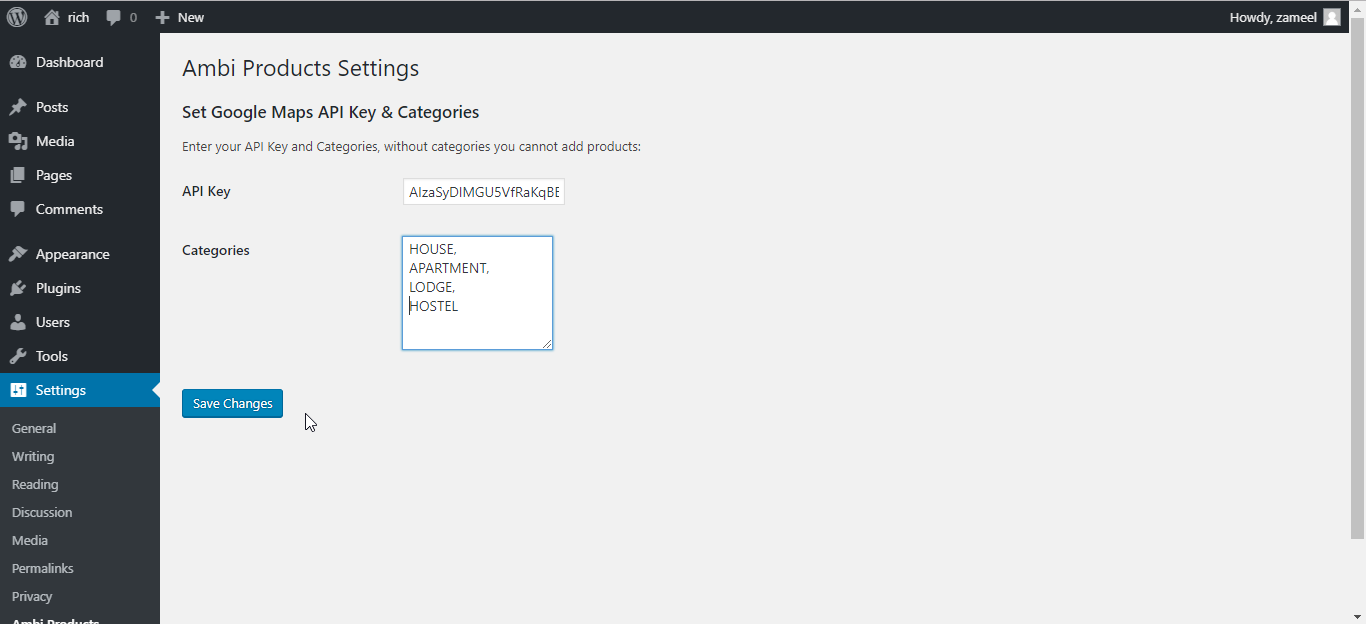 rich 0 New Howdy, zameel
Dashboard
Posts
Media
Pages
Comments
Appearance
Plugins
Users
Tools
Settings
General
Writing
Reading
Discussion
Media
Permalinks
Privacy
Ambi Products
Ambi Products Settings
Set Google Maps API Key & Categories
Enter your API Key and Categories, without categories you cannot add products:
API Key
AIzaSyDIMGU5VfRaKqBE
Categories
HOUSE,
APARTMENT,
LODGE,
HOSTEL
Save Changes